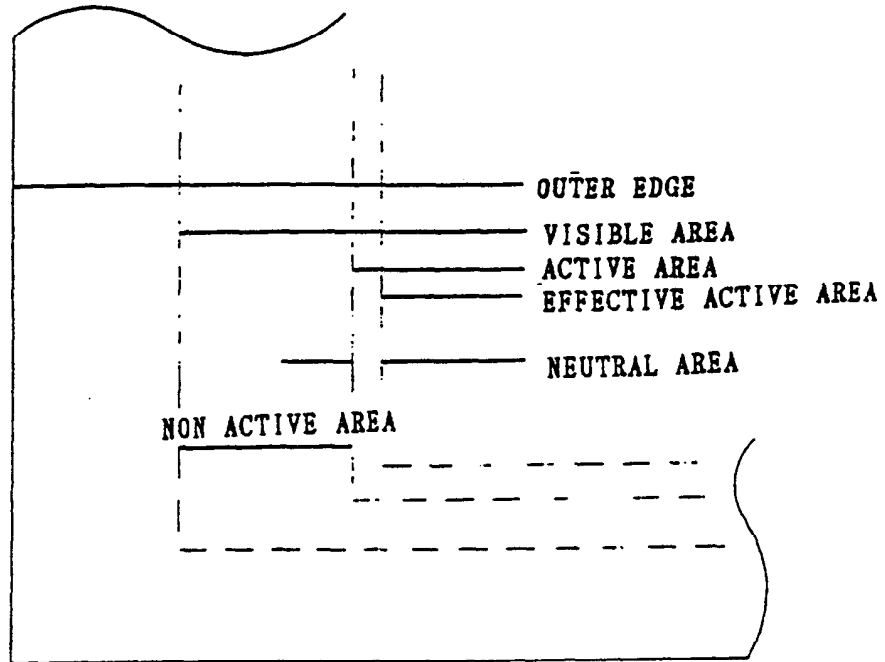 OUTER EDGE
VISIBLE AREA
ACTIVE AREA
EFFECTIVE ACTIVE AREA
NEUTRAL AREA
NON ACTIVE AREA